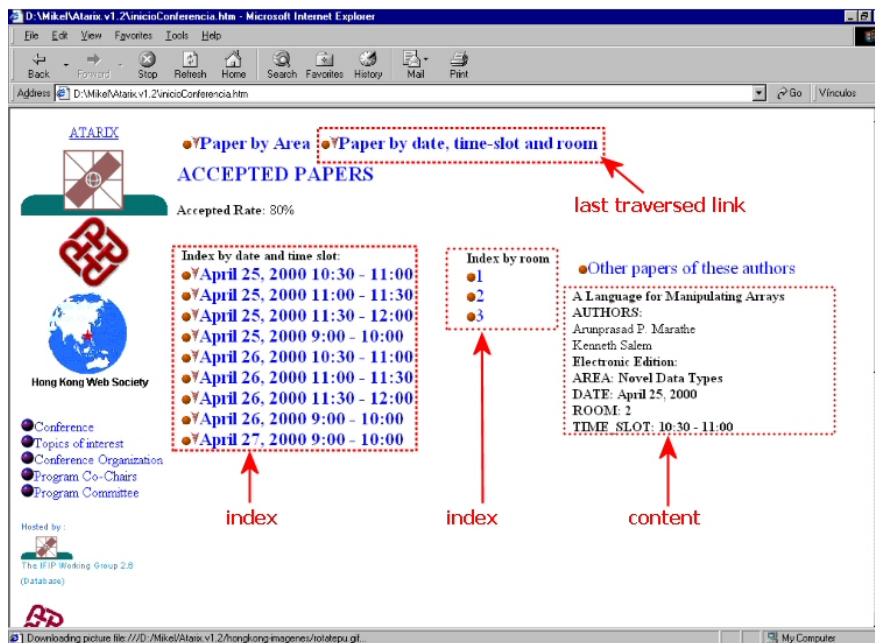 D:\Mikel\Atarix.v1.2\inicioConferencia.htm - Microsoft Internet Explorer
File Edit View Favorites Tools Help
Back Forward Stop Refresh Home Search Favorites History Mail Print
Address D:\Mikel\Atarix.v1.2\inicioConferencia.htm Go Vínculos
ATARIX
Paper by Area Paper by date, time-slot and room
ACCEPTED PAPERS
last traversed link
Accepted Rate: 80%
Index by date and time slot:
April 25, 2000 10:30 - 11:00
April 25, 2000 11:00 - 11:30
April 25, 2000 11:30 - 12:00
April 25, 2000 9:00 - 10:00
April 26, 2000 10:30 - 11:00
April 26, 2000 11:00 - 11:30
April 26, 2000 11:30 - 12:00
April 26, 2000 9:00 - 10:00
April 27, 2000 9:00 - 10:00
index
Index by room
1
2
3
index
Other papers of these authors
A Language for Manipulating Arrays
AUTHORS:
Arunprasad P. Marathe
Kenneth Salem
Electronic Edition:
AREA: Novel Data Types
DATE: April 25, 2000
ROOM: 2
TIME_SLOT: 10:30 - 11:00
content
Hong Kong Web Society
Conference
Topics of interest
Conference Organization
Program Co-Chairs
Program Committee
Hosted by :
The IFIP Working Group 2.6
(Database)
Downloading picture file:///D:/Mikel/Atarix.v1.2/hongkong-imagenes/rotatepu.gif...
My Computer